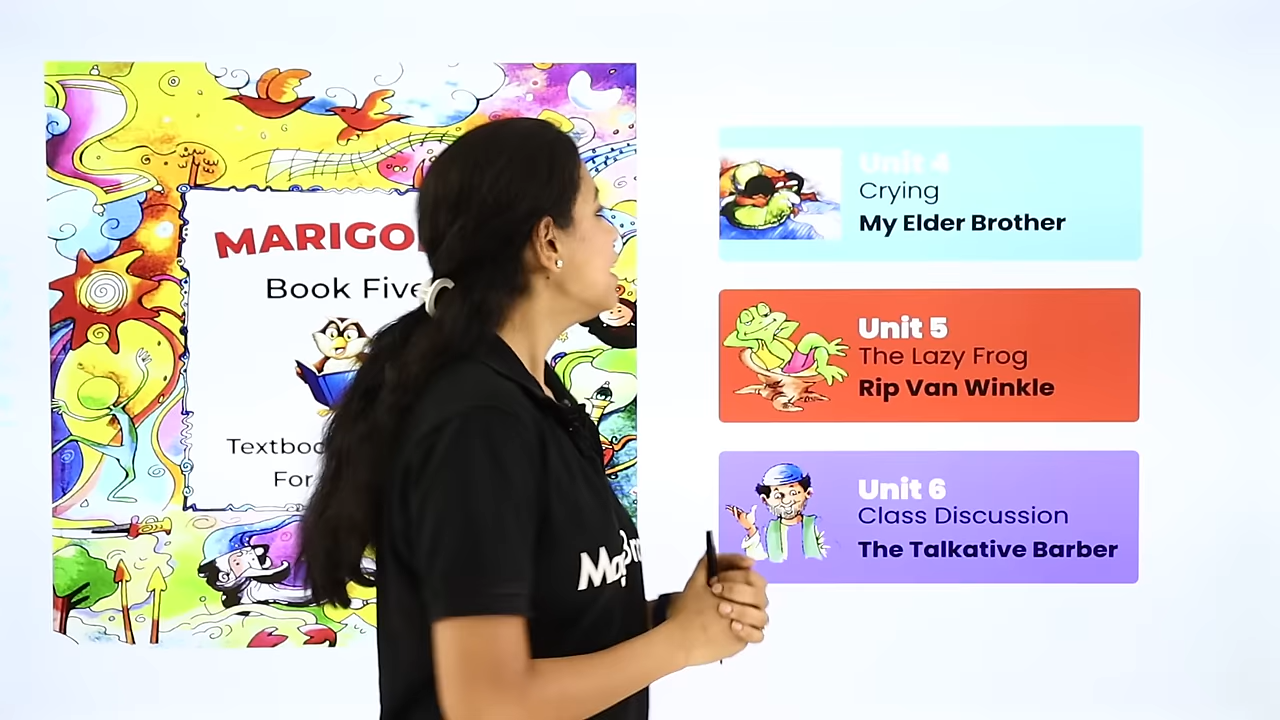 MARIGOL
Book Five
Textboo
For
Unit 4
Crying
My Elder Brother
Unit 5
The Lazy Frog
Rip Van Winkle
Unit 6
Class Discussion
The Talkative Barber